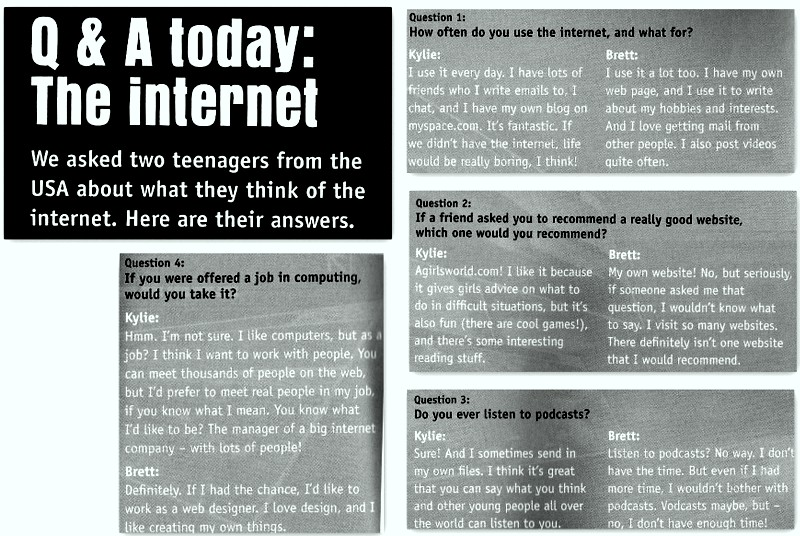 Q & A today:
The internet
We asked two teenagers from the
USA about what they think of the
internet. Here are their answers.
Question 1:
How often do you use the internet, and what for?
Kylie:
I use it every day. I have lots of
friends who I write emails to, I
chat, and I have my own blog on
myspace.com. It's fantastic. If
we didn't have the internet, life
would be really boring, I think!
Brett:
I use it a lot too. I have my own
web page, and I use it to write
about my hobbies and interests.
And I love getting mail from
other people. I also post videos
quite often.
Question 2:
If a friend asked you to recommend a really good website,
which one would you recommend?
Kylie:
Agirlsworld.com! I like it because
it gives girls advice on what to
do in difficult situations, but it's
also fun (there are cool games!),
and there's some interesting
reading stuff.
Brett:
My own website! No, but seriously,
if someone asked me that
question, I wouldn't know what
to say. I visit so many websites.
There definitely isn't one website
that I would recommend.
Question 3:
Do you ever listen to podcasts?
Kylie:
Sure! And I sometimes send in
my own files. I think it's great
that you can say what you think
and other young people all over
the world can listen to you.
Brett:
Listen to podcasts? No way. I don't
have the time. But even if I had
more time, I wouldn't bother with
podcasts. Vodcasts maybe, but –
no, I don't have enough time!
Question 4:
If you were offered a job in computing,
would you take it?
Kylie:
Hmm. I'm not sure. I like computers, but as a
job? I think I want to work with people. You
can meet thousands of people on the web,
but I'd prefer to meet real people in my job,
if you know what I mean. You know what
I'd like to be? The manager of a big internet
company – with lots of people!
Brett:
Definitely. If I had the chance, I'd like to
work as a web designer. I love design, and I
like creating my own things.